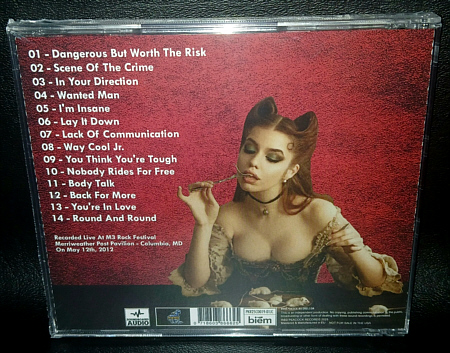 01 - Dangerous But Worth The Risk
02 - Scene Of The Crime
03 - In Your Direction
04 - Wanted Man
05 - I'm Insane
06 - Lay It Down
07 - Lack Of Communication
08 - Way Cool Jr.
09 - You Think You're Tough
10 - Nobody Rides For Free
11 - Body Talk
12 - Back For More
13 - You're In Love
14 - Round And Round
Recorded Live At M3 Rock Festival
Merriweather Post Pavilion - Columbia, MD
On May 12th, 2012
AUDIO
biem